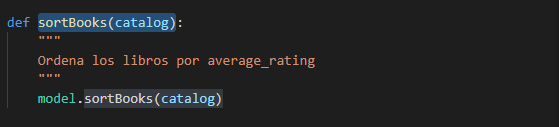 def sortBooks(catalog):
    """
    Ordena los libros por average_rating
    """
    model.sortBooks(catalog)